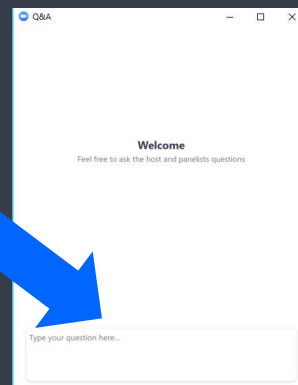 Q&A
Welcome
Feel free to ask the host and panelists questions
Type your question here...